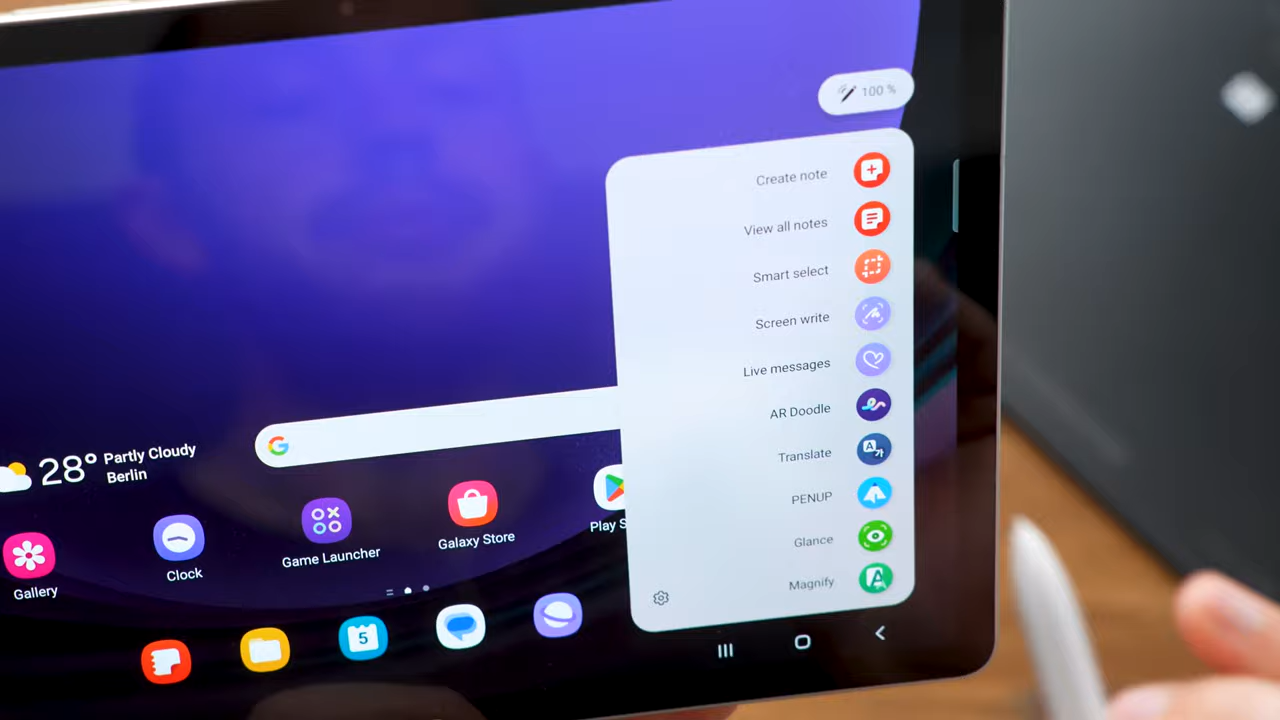 100 %
Create note
View all notes
Smart select
Screen write
Live messages
AR Doodle
Translate
PENUP
Glance
Magnify
28° Partly Cloudy
Berlin
Gallery
Clock
Game Launcher
Galaxy Store
Play S
5